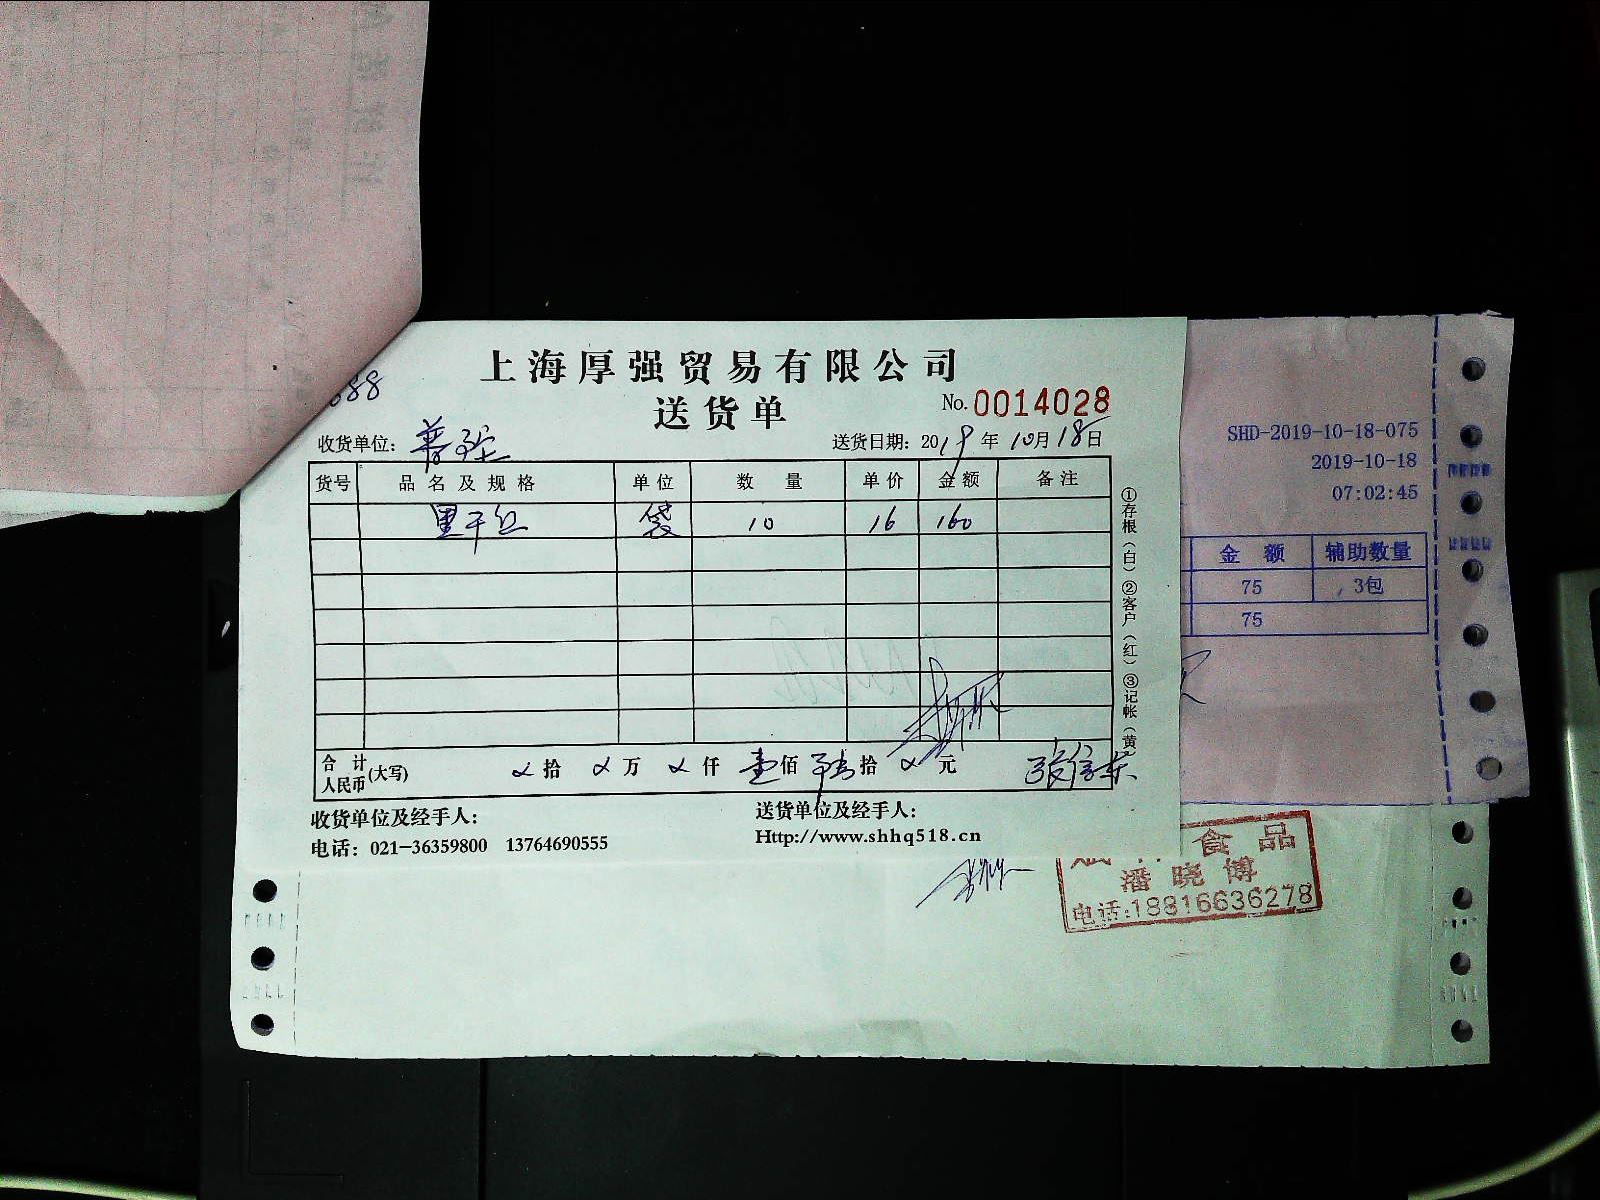 上海厚强贸易有限公司
送货单
No. 0014028
88
收货单位：
送货日期：2019年10月18日
货号 品名及规格 单位 数量 单价 金额 备注
袋 10 16 160
①存根（白）②客户（红）③记帐（黄）
合计人民币(大写) 拾 万 仟 壹佰 陆拾 元
张信东
收货单位及经手人：
送货单位及经手人：
电话：021-36359800 13764690555
Http://www.shhq518.cn
SHD-2019-10-18-075
2019-10-18
07:02:45
金额 辅助数量
75 3包
75
食品
潘晓博
电话:18816636278